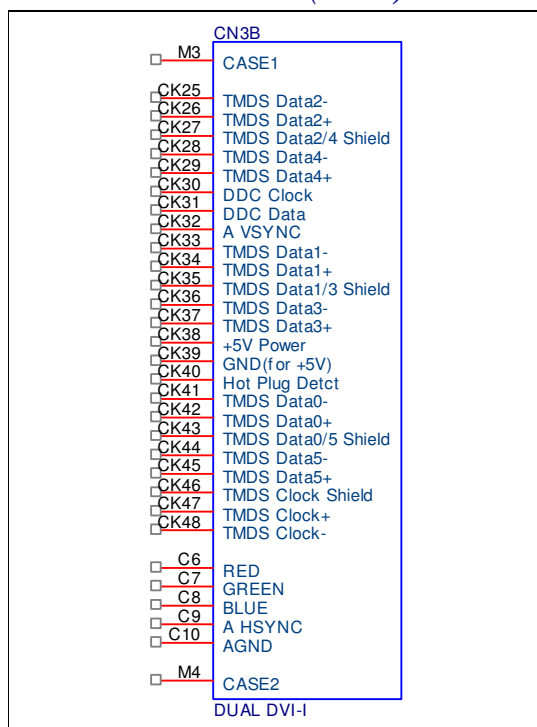 CN3B
M3 CASE1
CK25 TMDS Data2-
CK26 TMDS Data2+
CK27 TMDS Data2/4 Shield
CK28 TMDS Data4-
CK29 TMDS Data4+
CK30 DDC Clock
CK31 DDC Data
CK32 A VSYNC
CK33 TMDS Data1-
CK34 TMDS Data1+
CK35 TMDS Data1/3 Shield
CK36 TMDS Data3-
CK37 TMDS Data3+
CK38 +5V Power
CK39 GND(for +5V)
CK40 Hot Plug Detct
CK41 TMDS Data0-
CK42 TMDS Data0+
CK43 TMDS Data0/5 Shield
CK44 TMDS Data5-
CK45 TMDS Data5+
CK46 TMDS Clock Shield
CK47 TMDS Clock+
CK48 TMDS Clock-
C6 RED
C7 GREEN
C8 BLUE
C9 A HSYNC
C10 AGND
M4 CASE2
DUAL DVI-I